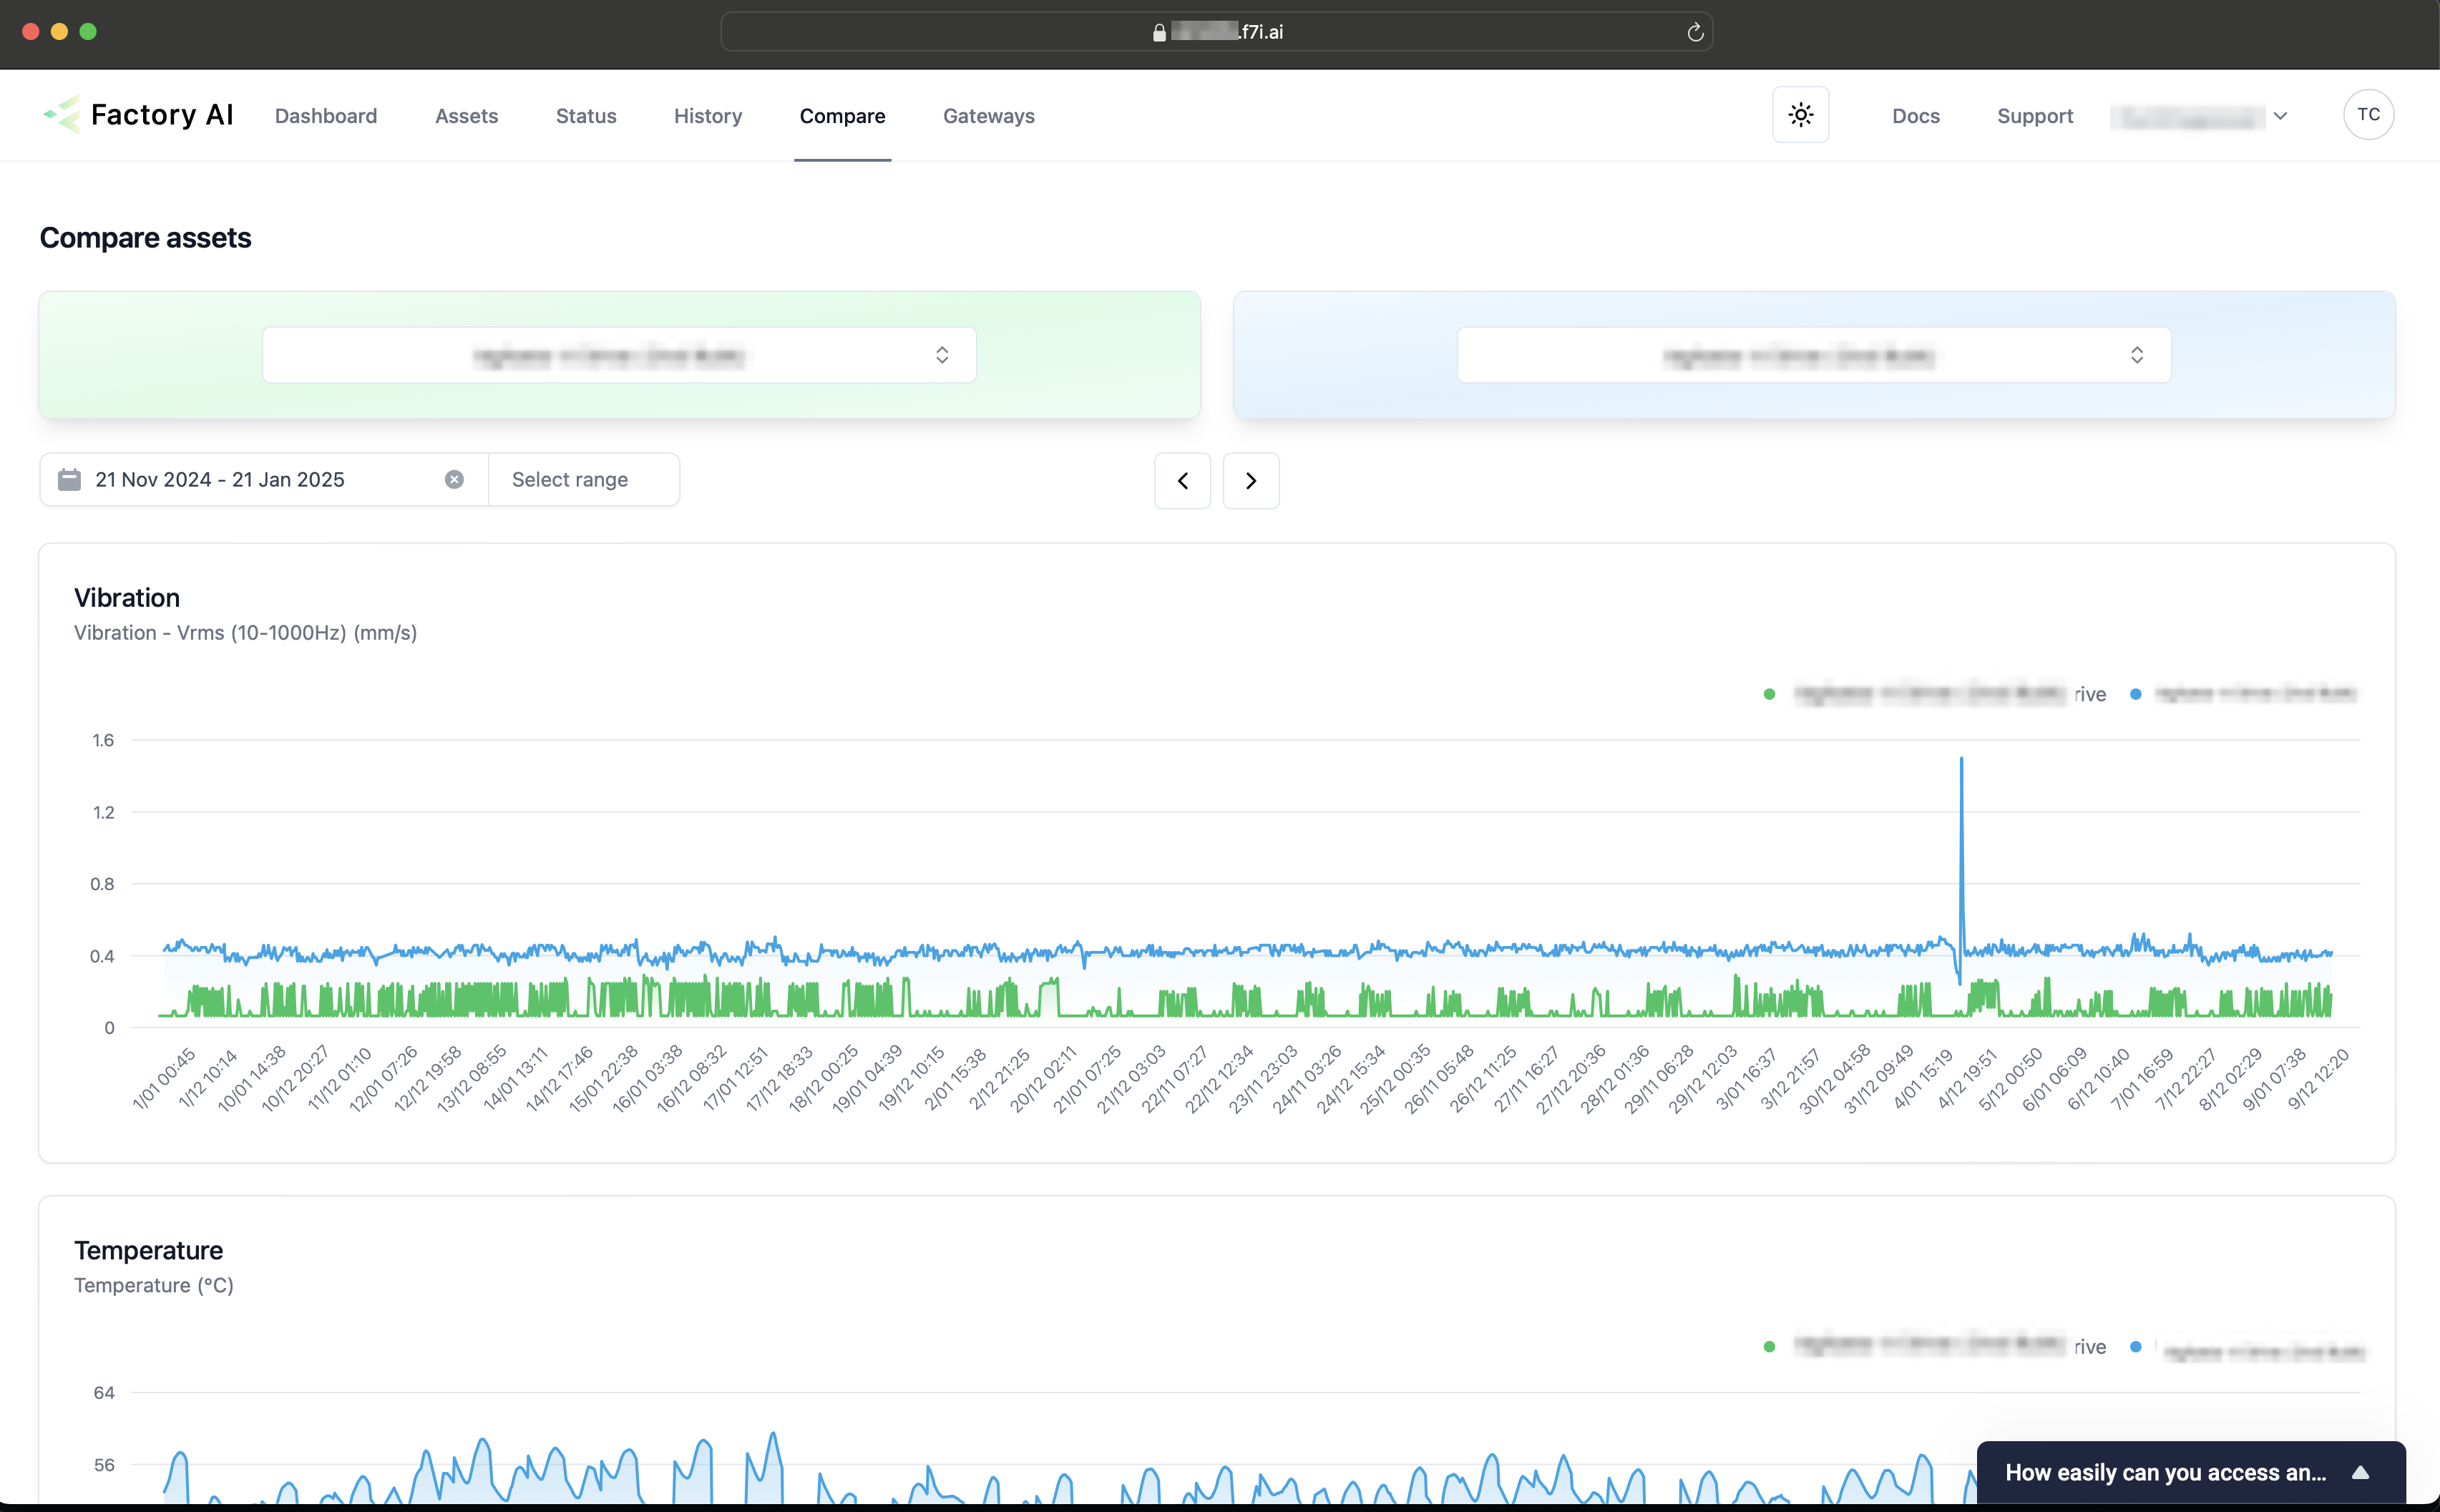 .f7i.ai
Factory AI Dashboard Assets Status History Compare Gateways Docs Support TC
Compare assets
21 Nov 2024 - 21 Jan 2025 Select range
Vibration
Vibration - Vrms (10-1000Hz) (mm/s)
rive
1.6
1.2
0.8
0.4
0
1/01 00:45 1/12 10:14 10/01 14:38 10/12 20:27 11/12 01:10 12/01 07:26 12/12 19:58 13/12 08:55 14/01 13:11 14/12 17:46 15/01 22:38 16/01 03:38 16/12 08:32 17/01 12:51 17/12 18:33 18/12 00:25 19/01 04:39 19/12 10:15 2/01 15:38 2/12 21:25 20/12 02:11 21/01 07:25 21/12 03:03 22/11 07:27 22/12 12:34 23/11 23:03 24/11 03:26 24/12 15:34 25/12 00:35 26/11 05:48 26/12 11:25 27/11 16:27 27/12 20:36 28/12 01:36 29/11 06:28 29/12 12:03 3/01 16:37 3/12 21:57 30/12 04:58 31/12 09:49 4/01 15:19 4/12 19:51 5/12 00:50 6/01 06:09 6/12 10:40 7/01 16:59 7/12 22:27 8/12 02:29 9/01 07:38 9/12 12:20
Temperature
Temperature (°C)
rive
64
56
How easily can you access an...